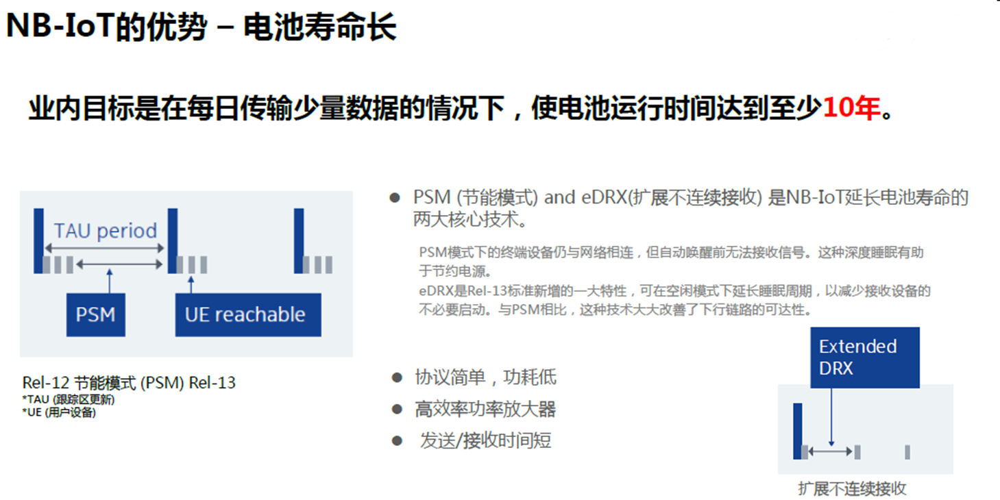 NB-IoT的优势 – 电池寿命长
业内目标是在每日传输少量数据的情况下，使电池运行时间达到至少10年。
TAU period
PSM
UE reachable
Rel-12 节能模式 (PSM) Rel-13
*TAU (跟踪区更新)
*UE (用户设备)
● PSM (节能模式) and eDRX(扩展不连续接收) 是NB-IoT延长电池寿命的
两大核心技术。
PSM模式下的终端设备仍与网络相连，但自动唤醒前无法接收信号。这种深度睡眠有助
于节约电源。
eDRX是Rel-13标准新增的一大特性，可在空闲模式下延长睡眠周期，以减少接收设备的
不必要启动。与PSM相比，这种技术大大改善了下行链路的可达性。
● 协议简单，功耗低
● 高效率功率放大器
● 发送/接收时间短
Extended
DRX
扩展不连续接收